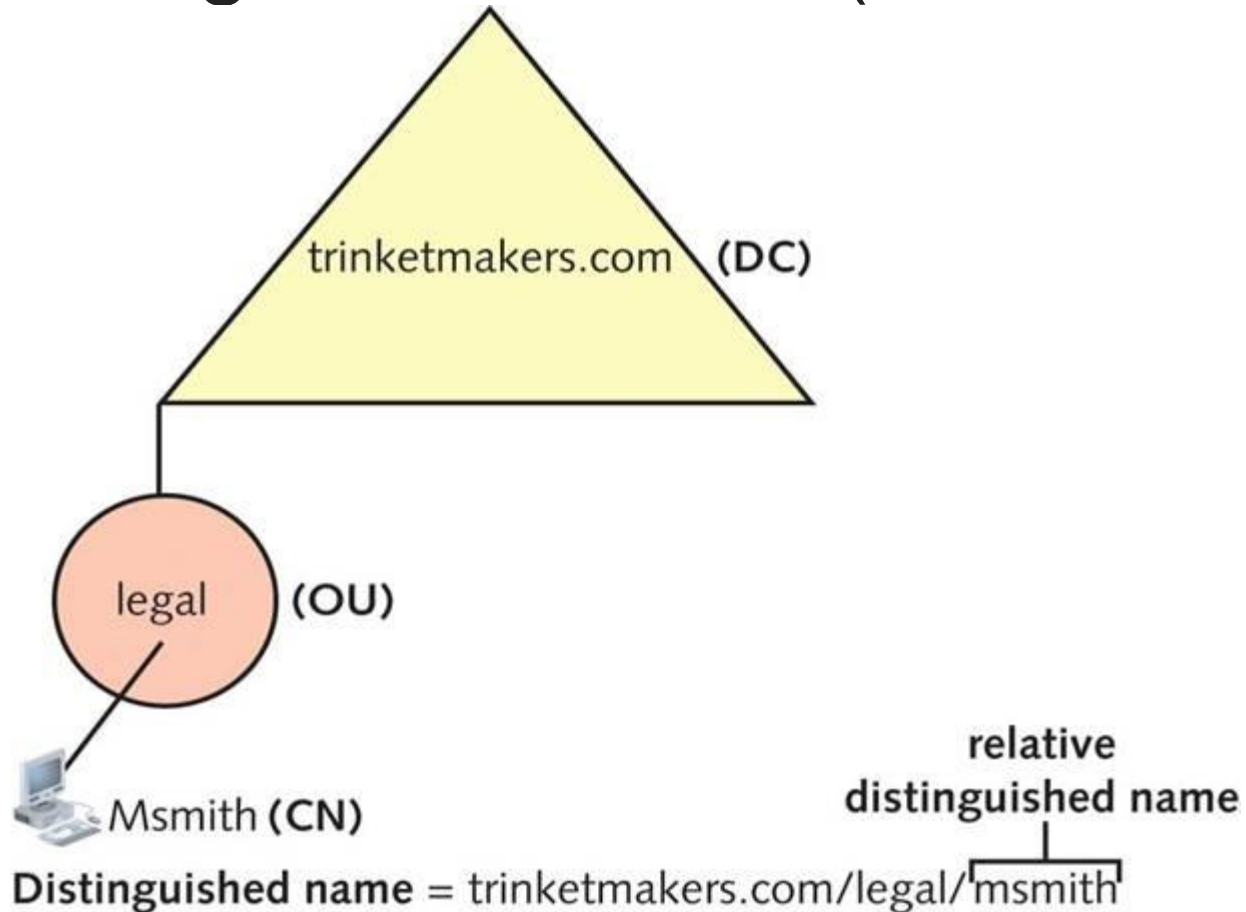 trinketmakers.com (DC)
legal (OU)
Msmith (CN)
relative
distinguished name
Distinguished name = trinketmakers.com/legal/msmith